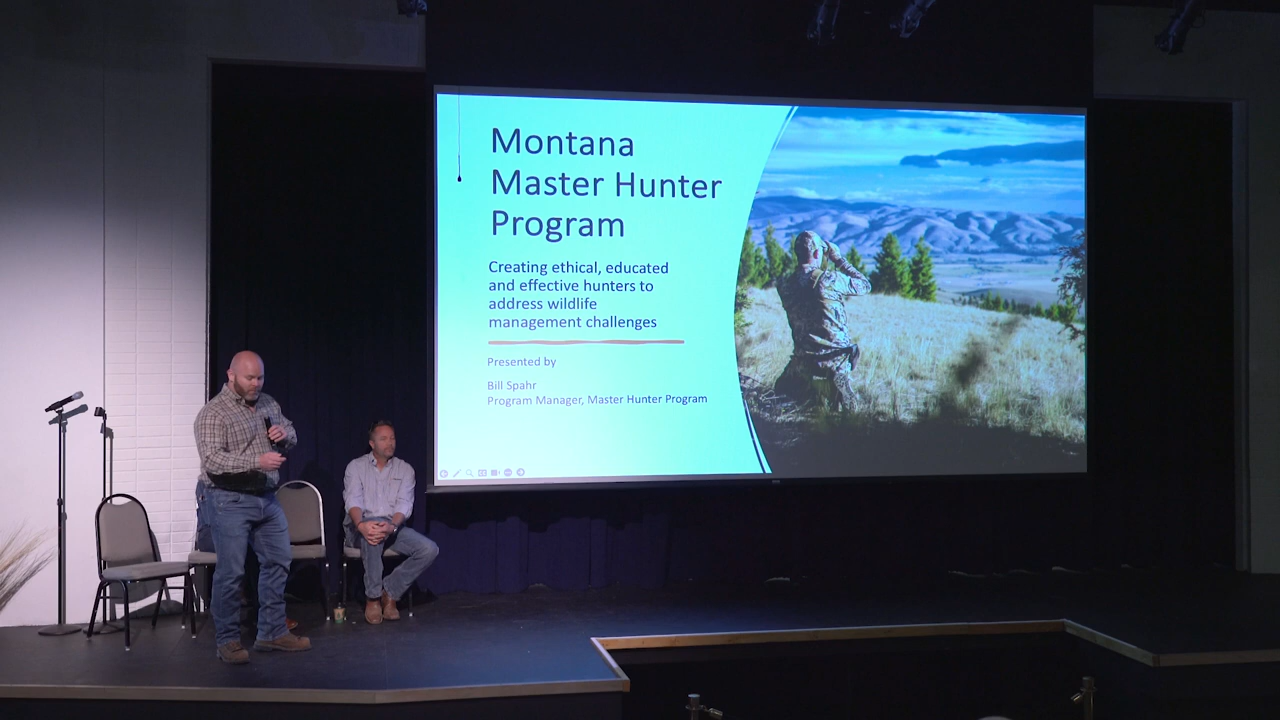 Montana
Master Hunter
Program
Creating ethical, educated
and effective hunters to
address wildlife
management challenges
Presented by
Bill Spahr
Program Manager, Master Hunter Program